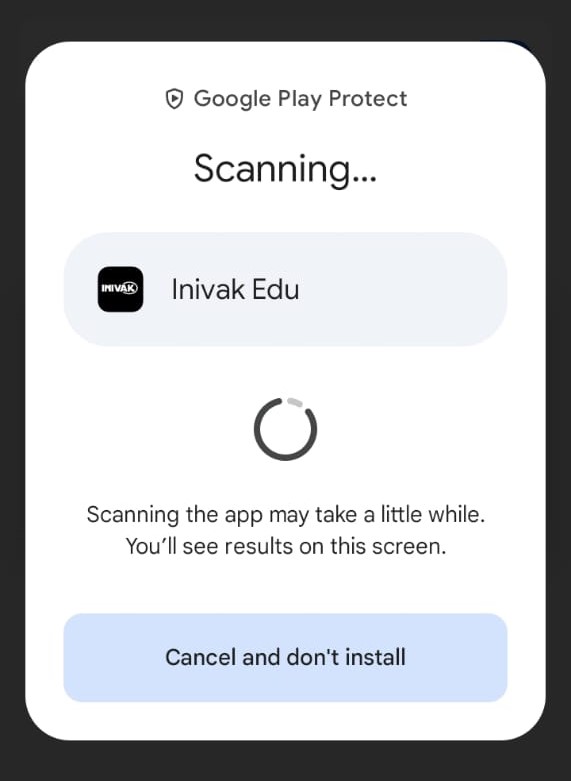 Google Play Protect
Scanning...
INIVAK
Inivak Edu
Scanning the app may take a little while.
You’ll see results on this screen.
Cancel and don't install